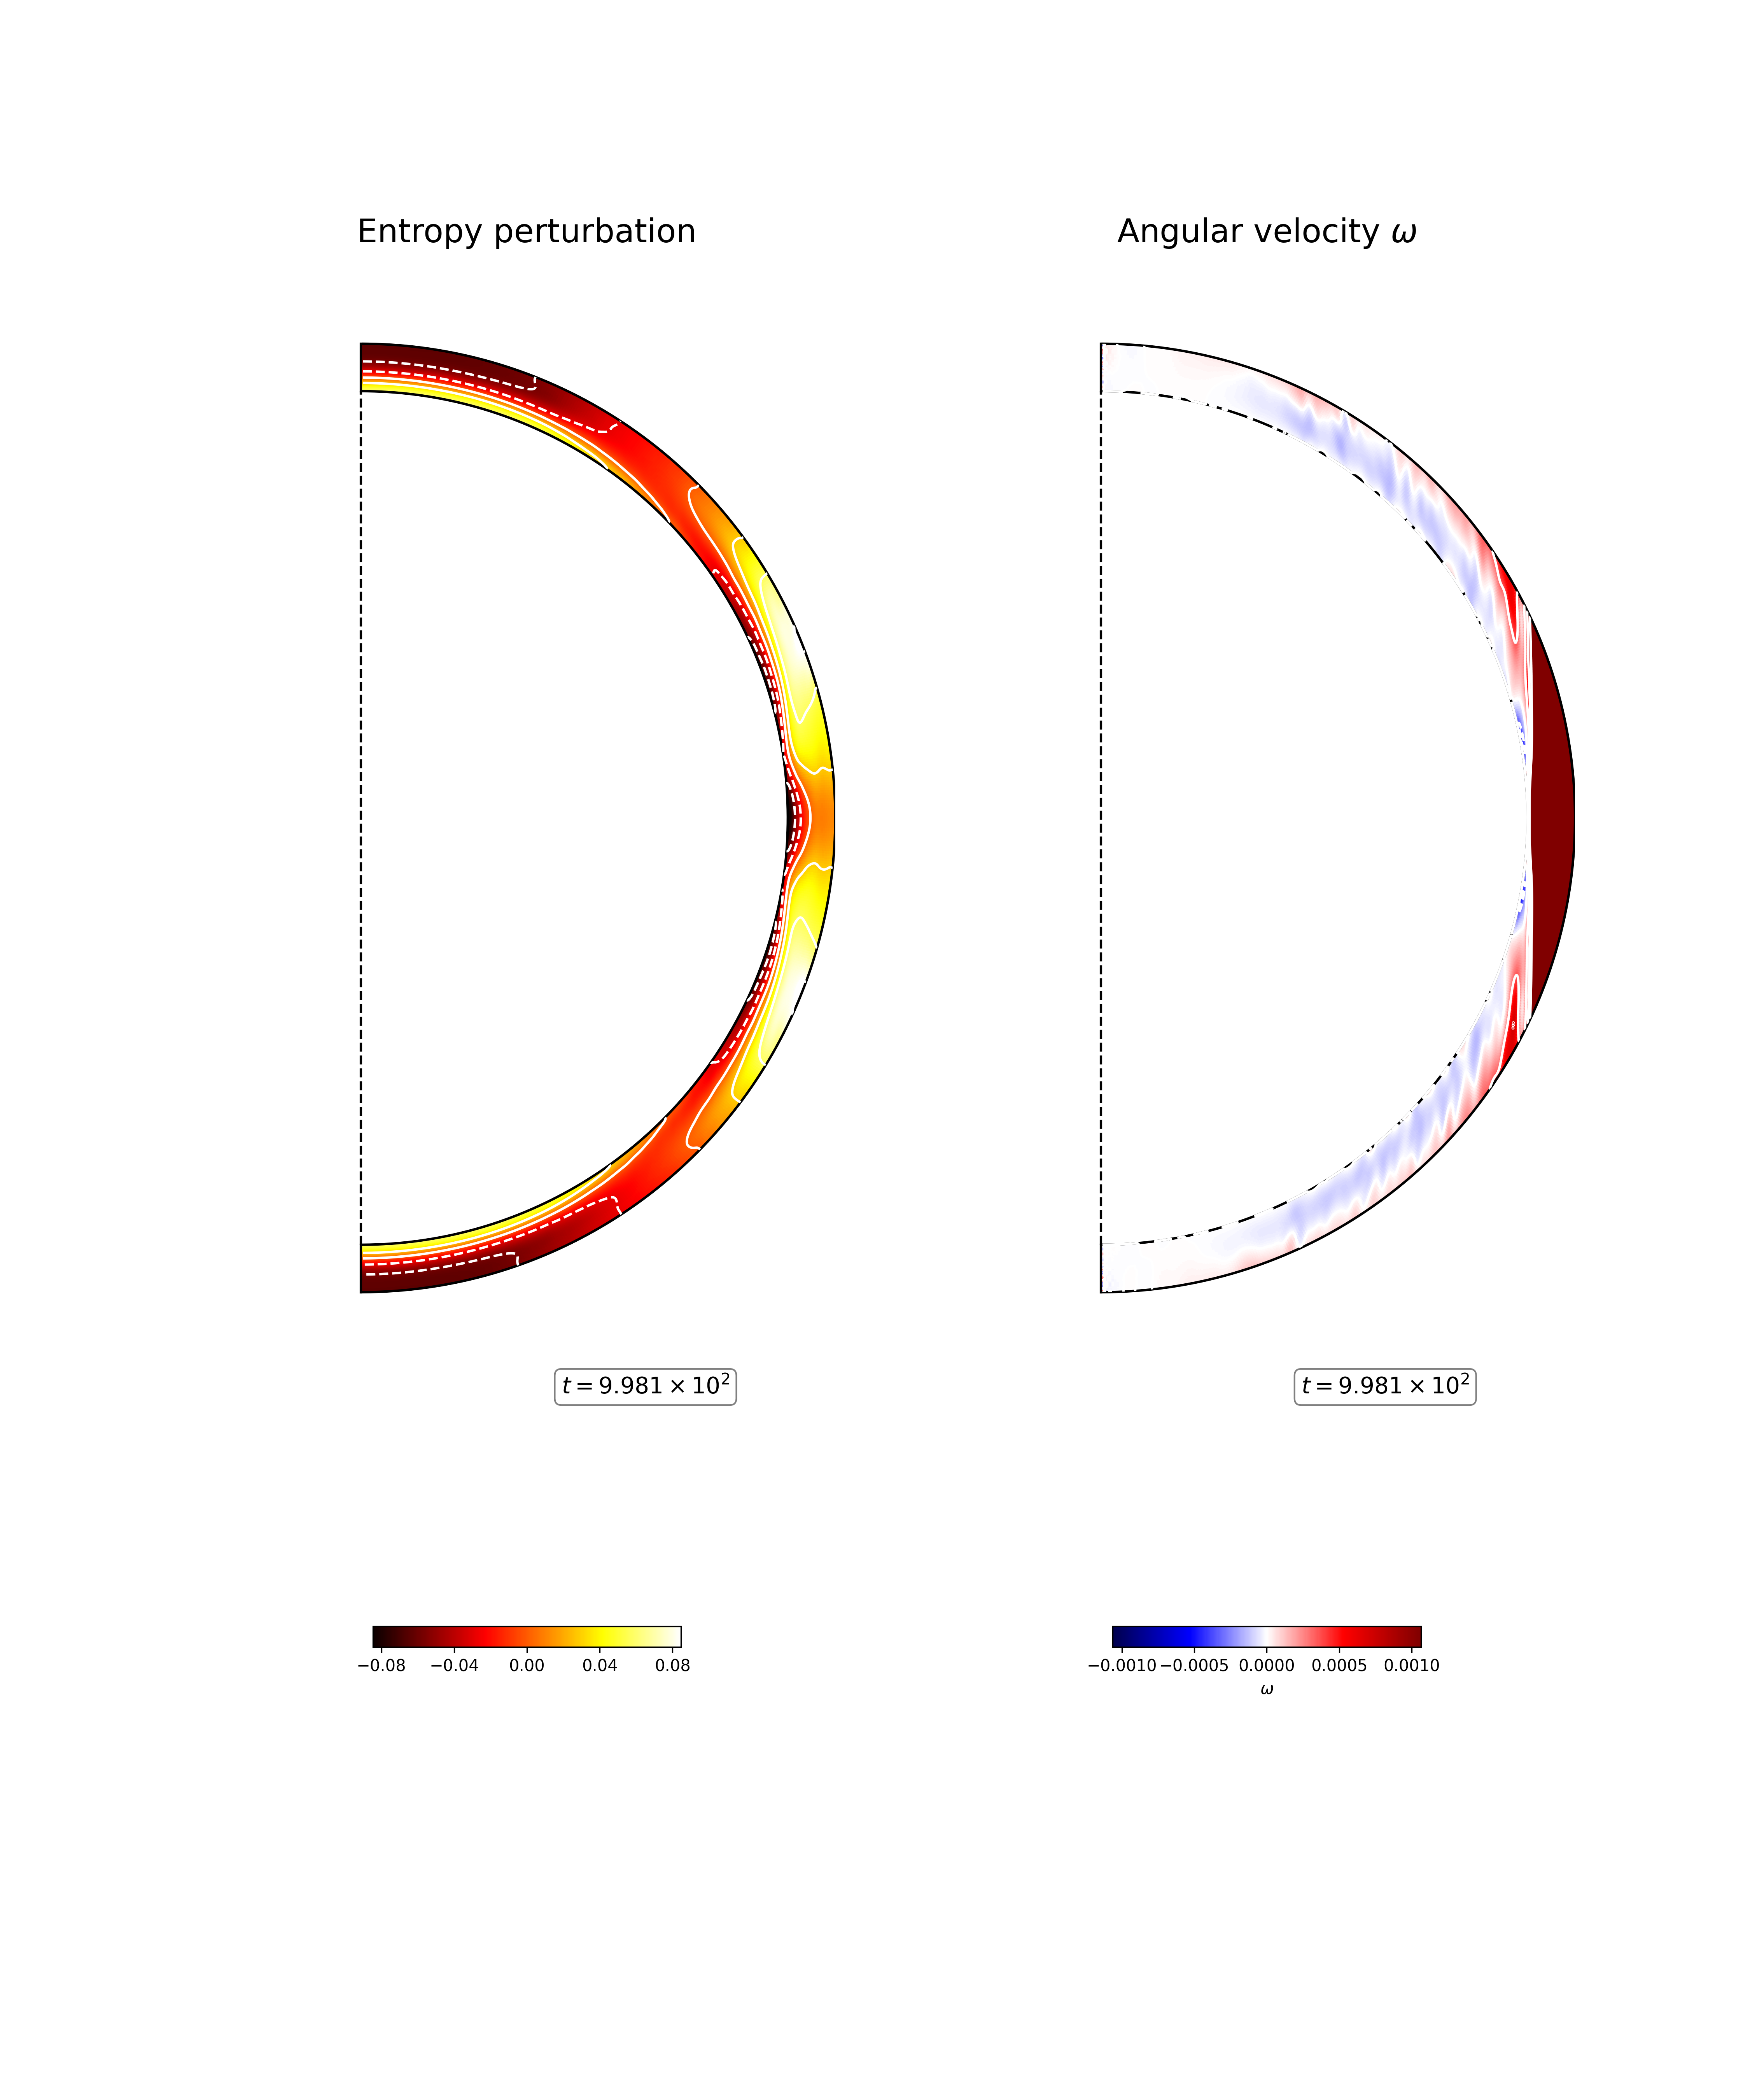 Entropy perturbation
Angular velocity ω
t = 9.981 × 10²
t = 9.981 × 10²
−0.08 −0.04 0.00 0.04 0.08
−0.0010 −0.0005 0.0000 0.0005 0.0010
ω